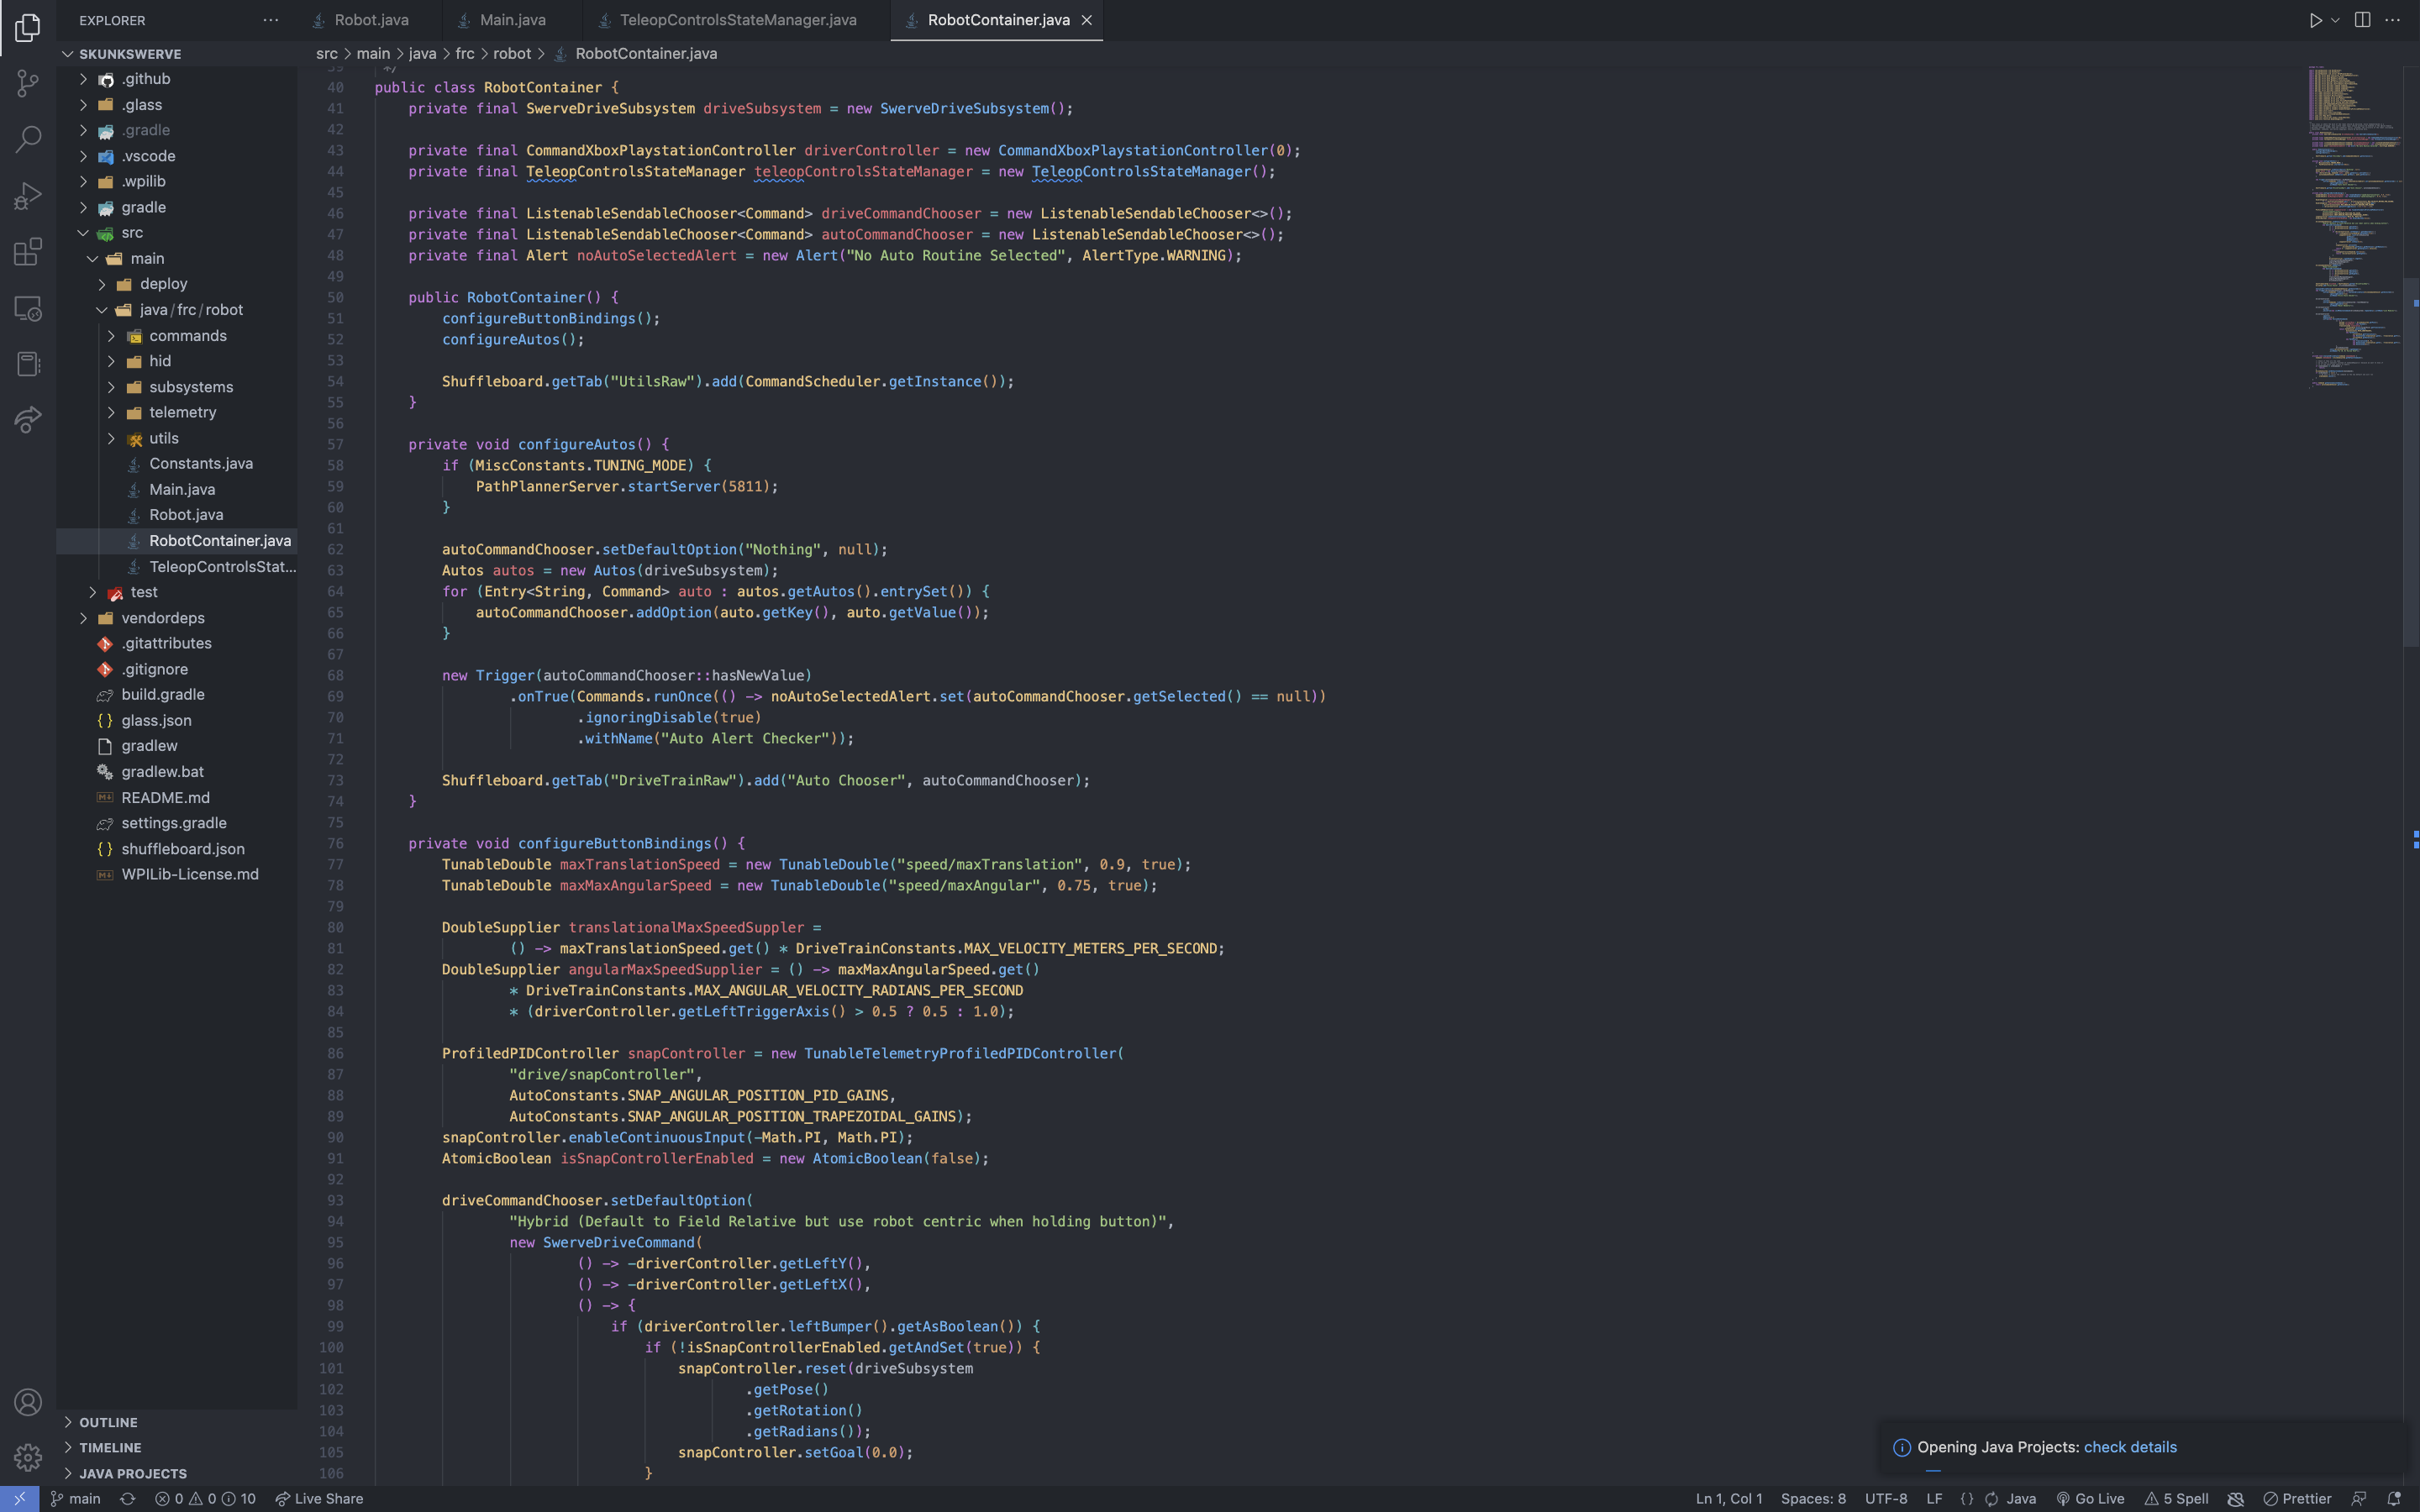 EXPLORER
Robot.java
Main.java
TeleopControlsStateManager.java
RobotContainer.java
SKUNKSWERVE
src > main > java > frc > robot > RobotContainer.java
.github
.glass
.gradle
.vscode
.wpilib
gradle
src
main
deploy
java/frc/robot
commands
hid
subsystems
telemetry
utils
Constants.java
Main.java
Robot.java
RobotContainer.java
TeleopControlsStat...
test
vendordeps
.gitattributes
.gitignore
build.gradle
glass.json
gradlew
gradlew.bat
README.md
settings.gradle
shuffleboard.json
WPILib-License.md
OUTLINE
TIMELINE
JAVA PROJECTS
39 */
40 public class RobotContainer {
41 private final SwerveDriveSubsystem driveSubsystem = new SwerveDriveSubsystem();
42
43 private final CommandXboxPlaystationController driverController = new CommandXboxPlaystationController(0);
44 private final TeleopControlsStateManager teleopControlsStateManager = new TeleopControlsStateManager();
45
46 private final ListenableSendableChooser<Command> driveCommandChooser = new ListenableSendableChooser<>();
47 private final ListenableSendableChooser<Command> autoCommandChooser = new ListenableSendableChooser<>();
48 private final Alert noAutoSelectedAlert = new Alert("No Auto Routine Selected", AlertType.WARNING);
49
50 public RobotContainer() {
51 configureButtonBindings();
52 configureAutos();
53
54 Shuffleboard.getTab("UtilsRaw").add(CommandScheduler.getInstance());
55 }
56
57 private void configureAutos() {
58 if (MiscConstants.TUNING_MODE) {
59 PathPlannerServer.startServer(5811);
60 }
61
62 autoCommandChooser.setDefaultOption("Nothing", null);
63 Autos autos = new Autos(driveSubsystem);
64 for (Entry<String, Command> auto : autos.getAutos().entrySet()) {
65 autoCommandChooser.addOption(auto.getKey(), auto.getValue());
66 }
67
68 new Trigger(autoCommandChooser::hasNewValue)
69 .onTrue(Commands.runOnce(() -> noAutoSelectedAlert.set(autoCommandChooser.getSelected() == null))
70 .ignoringDisable(true)
71 .withName("Auto Alert Checker"));
72
73 Shuffleboard.getTab("DriveTrainRaw").add("Auto Chooser", autoCommandChooser);
74 }
75
76 private void configureButtonBindings() {
77 TunableDouble maxTranslationSpeed = new TunableDouble("speed/maxTranslation", 0.9, true);
78 TunableDouble maxMaxAngularSpeed = new TunableDouble("speed/maxAngular", 0.75, true);
79
80 DoubleSupplier translationalMaxSpeedSuppler =
81 () -> maxTranslationSpeed.get() * DriveTrainConstants.MAX_VELOCITY_METERS_PER_SECOND;
82 DoubleSupplier angularMaxSpeedSupplier = () -> maxMaxAngularSpeed.get()
83 * DriveTrainConstants.MAX_ANGULAR_VELOCITY_RADIANS_PER_SECOND
84 * (driverController.getLeftTriggerAxis() > 0.5 ? 0.5 : 1.0);
85
86 ProfiledPIDController snapController = new TunableTelemetryProfiledPIDController(
87 "drive/snapController",
88 AutoConstants.SNAP_ANGULAR_POSITION_PID_GAINS,
89 AutoConstants.SNAP_ANGULAR_POSITION_TRAPEZOIDAL_GAINS);
90 snapController.enableContinuousInput(-Math.PI, Math.PI);
91 AtomicBoolean isSnapControllerEnabled = new AtomicBoolean(false);
92
93 driveCommandChooser.setDefaultOption(
94 "Hybrid (Default to Field Relative but use robot centric when holding button)",
95 new SwerveDriveCommand(
96 () -> -driverController.getLeftY(),
97 () -> -driverController.getLeftX(),
98 () -> {
99 if (driverController.leftBumper().getAsBoolean()) {
100 if (!isSnapControllerEnabled.getAndSet(true)) {
101 snapController.reset(driveSubsystem
102 .getPose()
103 .getRotation()
104 .getRadians());
105 snapController.setGoal(0.0);
106 }
Opening Java Projects: check details
main
0 0 10
Live Share
Ln 1, Col 1
Spaces: 8
UTF-8
LF
{} Java
Go Live
5 Spell
Prettier